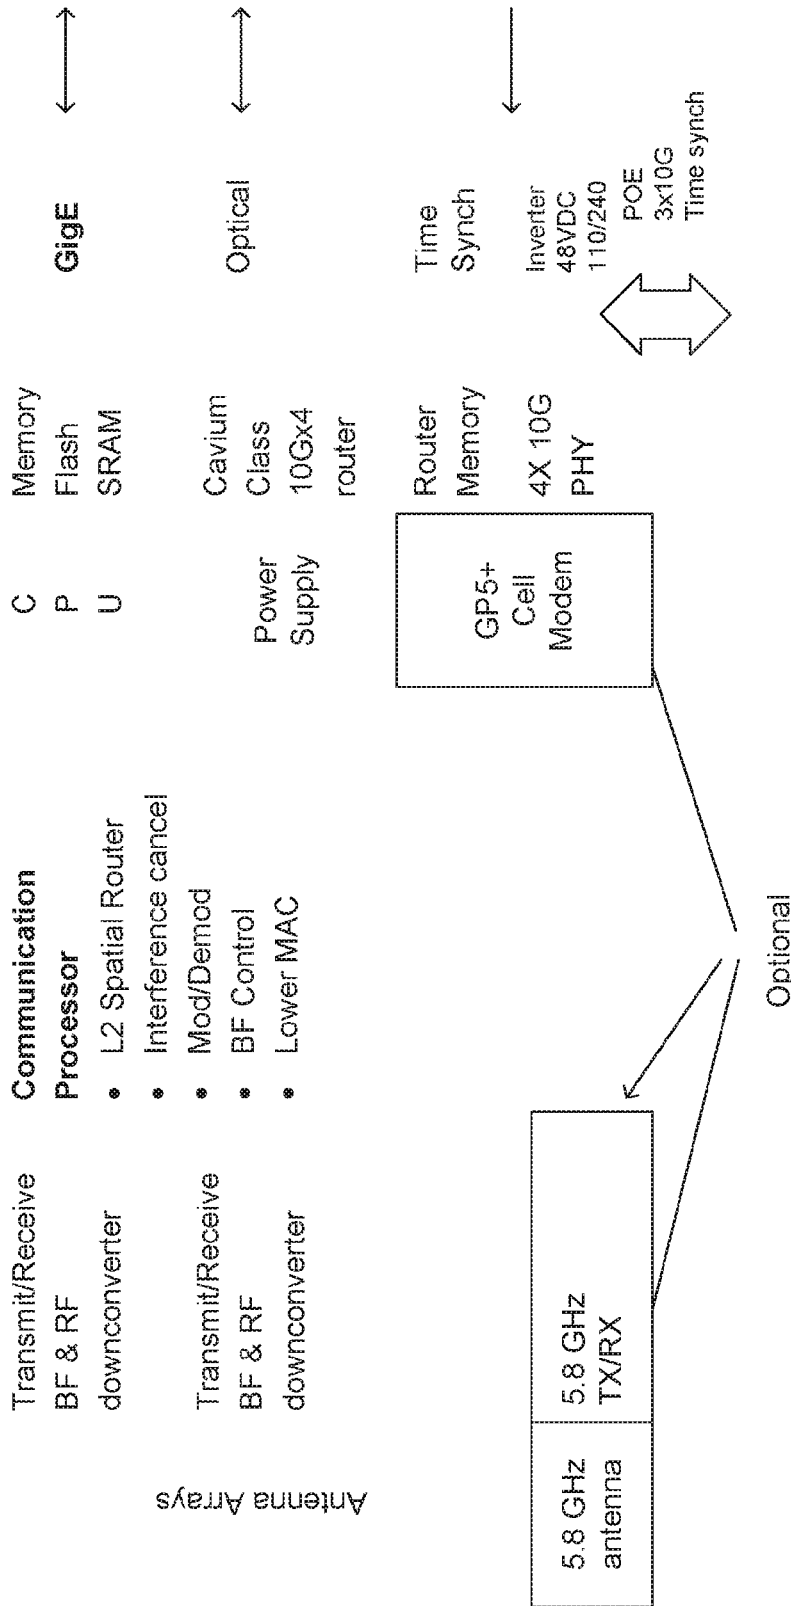 Antenna Arrays
Transmit/Receive
BF & RF
downconverter
Transmit/Receive
BF & RF
downconverter
Communication
Processor
• L2 Spatial Router
• Interference cancel
• Mod/Demod
• BF Control
• Lower MAC
C
P
U
Memory
Flash
SRAM
GigE
Power
Supply
Cavium
Class
10Gx4
router
Optical
GP5+
Cell
Modem
Router
Memory
4X 10G
PHY
Time
Synch
Inverter
48VDC
110/240
POE
3x10G
Time synch
5.8 GHz
antenna
5.8 GHz
TX/RX
Optional